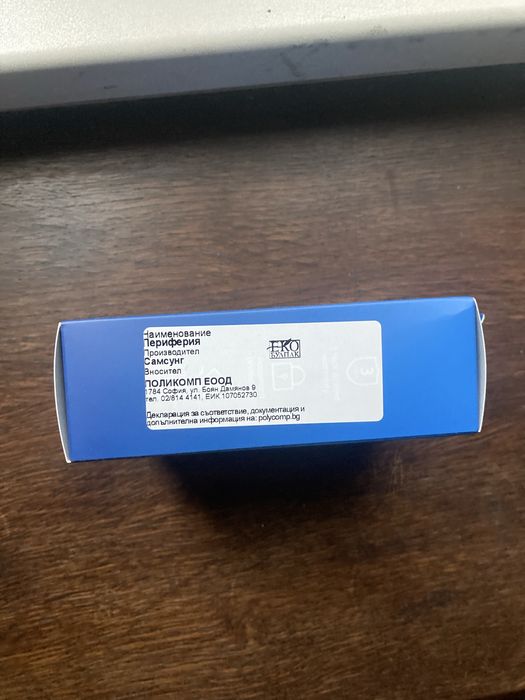 Наименование
Периферия
Производител
Самсунг
Вносител
ПОЛИКОМП ЕООД
1784 София, ул. Боян Дамянов 9
тел. 02/814 4141, ЕИК 107052730
Декларация за съответствие, документация и
допълнителна информация на: polycomp.bg
ЕКО
БУЛПАК
3